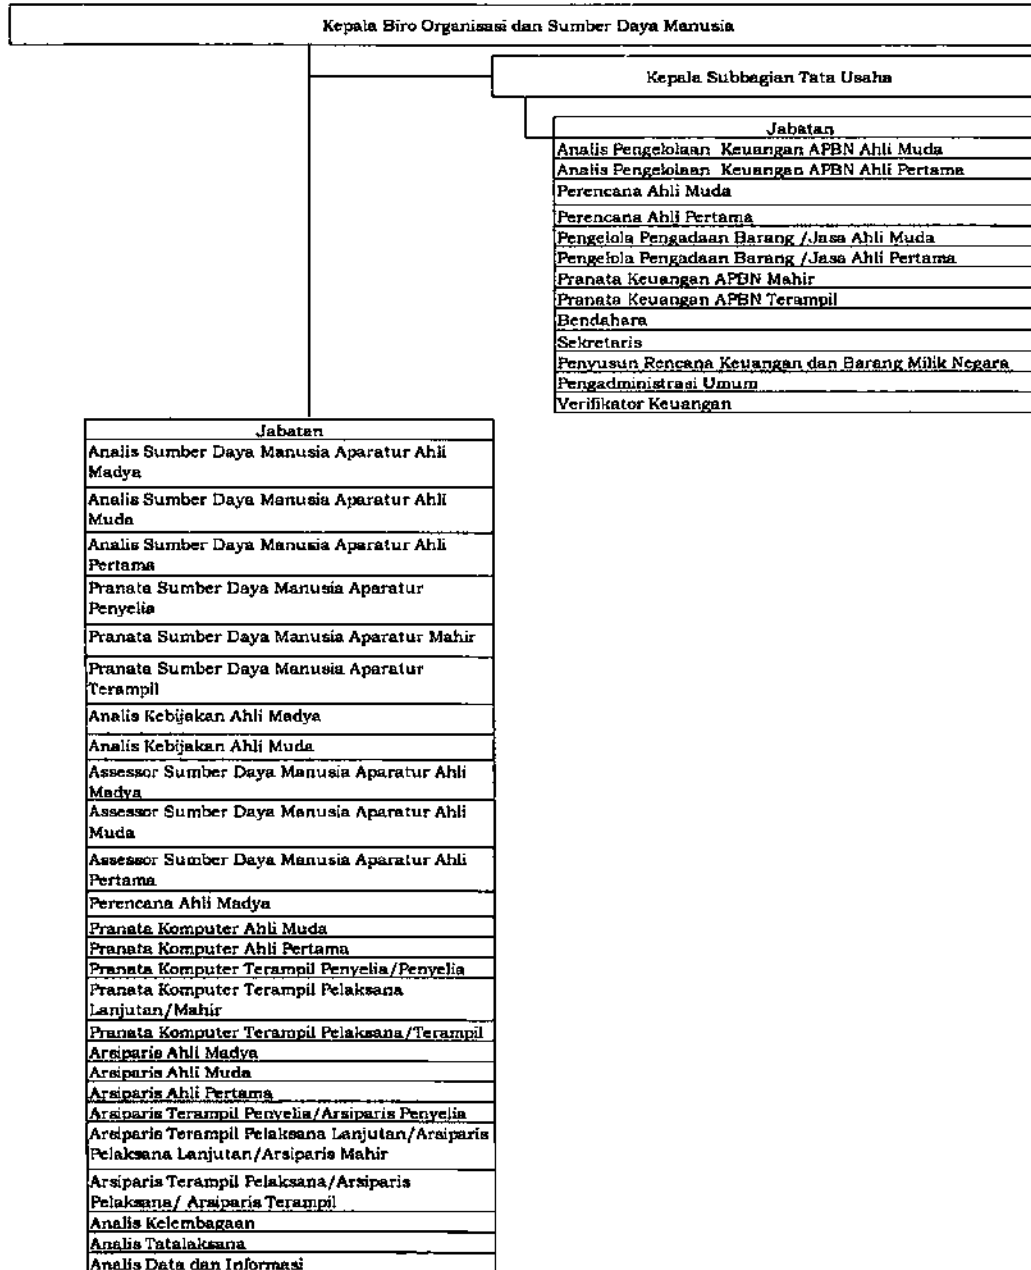 Kepala Biro Organisasi dan Sumber Daya Manusia
Kepala Subbagian Tata Usaha
Jabatan
Analis Pengelolaan Keuangan APBN Ahli Muda
Analis Pengelolaan Keuangan APBN Ahli Pertama
Perencana Ahli Muda
Perencana Ahli Pertama
Pengelola Pengadaan Barang /Jasa Ahli Muda
Pengelola Pengadaan Barang /Jasa Ahli Pertama
Pranata Keuangan APBN Mahir
Pranata Keuangan APBN Terampil
Bendahara
Sekretaris
Penyusun Rencana Keuangan dan Barang Milik Negara
Pengadministrasi Umum
Verifikator Keuangan
Jabatan
Analis Sumber Daya Manusia Aparatur Ahli
Madya
Analis Sumber Daya Manusia Aparatur Ahli
Muda
Analis Sumber Daya Manusia Aparatur Ahli
Pertama
Pranata Sumber Daya Manusia Aparatur
Penyelia
Pranata Sumber Daya Manusia Aparatur Mahir
Pranata Sumber Daya Manusia Aparatur
Terampil
Analis Kebijakan Ahli Madya
Analis Kebijakan Ahli Muda
Assessor Sumber Daya Manusia Aparatur Ahli
Madya
Assessor Sumber Daya Manusia Aparatur Ahli
Muda
Assessor Sumber Daya Manusia Aparatur Ahli
Pertama
Perencana Ahli Madya
Pranata Komputer Ahli Muda
Pranata Komputer Ahli Pertama
Pranata Komputer Terampil Penyelia/Penyelia
Pranata Komputer Terampil Pelaksana
Lanjutan/Mahir
Pranata Komputer Terampil Pelaksana/Terampil
Arsiparis Ahli Madya
Arsiparis Ahli Muda
Arsiparis Ahli Pertama
Arsiparis Terampil Penyelia/Arsiparis Penyelia
Arsiparis Terampil Pelaksana Lanjutan/Arsiparis
Pelaksana Lanjutan/Arsiparis Mahir
Arsiparis Terampil Pelaksana/Arsiparis
Pelaksana/ Arsiparis Terampil
Analis Kelembagaan
Analis Tatalaksana
Analis Data dan Informasi